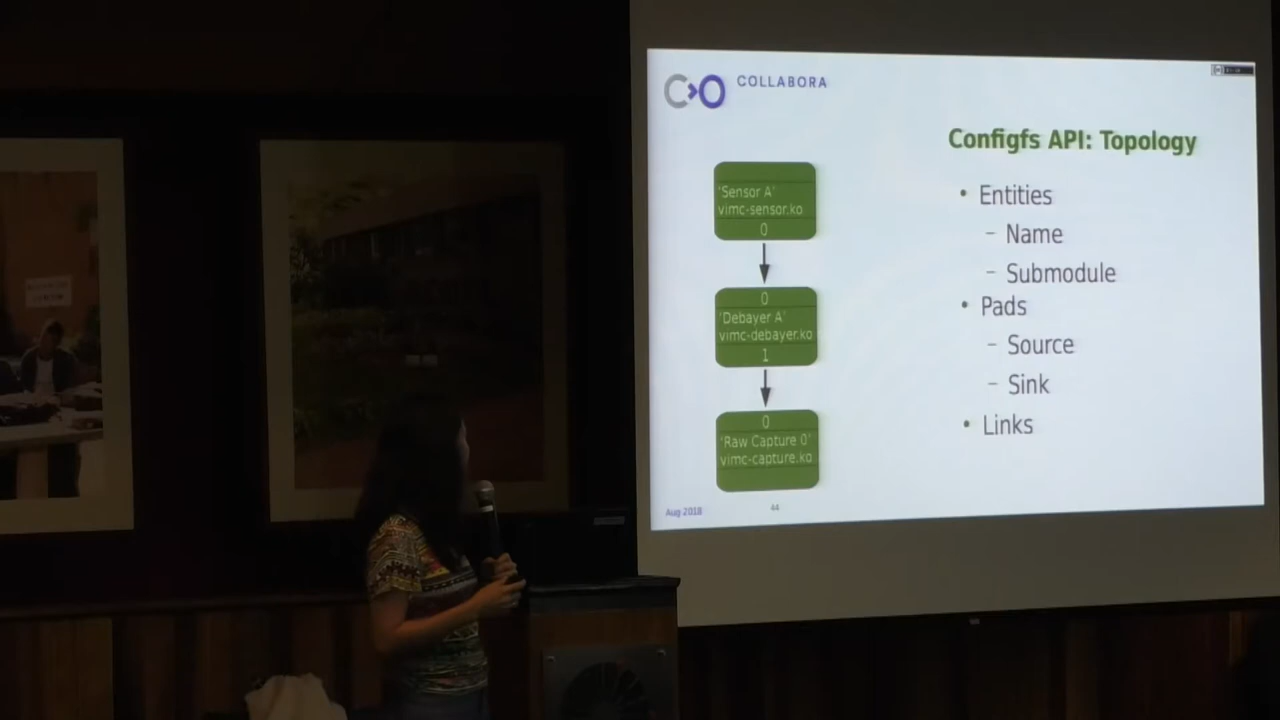 COLLABORA
Configfs API: Topology
'Sensor A'
vimc-sensor.ko
0
0
'Debayer A'
vimc-debayer.ko
1
0
'Raw Capture 0'
vimc-capture.ko
• Entities
– Name
– Submodule
• Pads
– Source
– Sink
• Links
Aug 2018
44